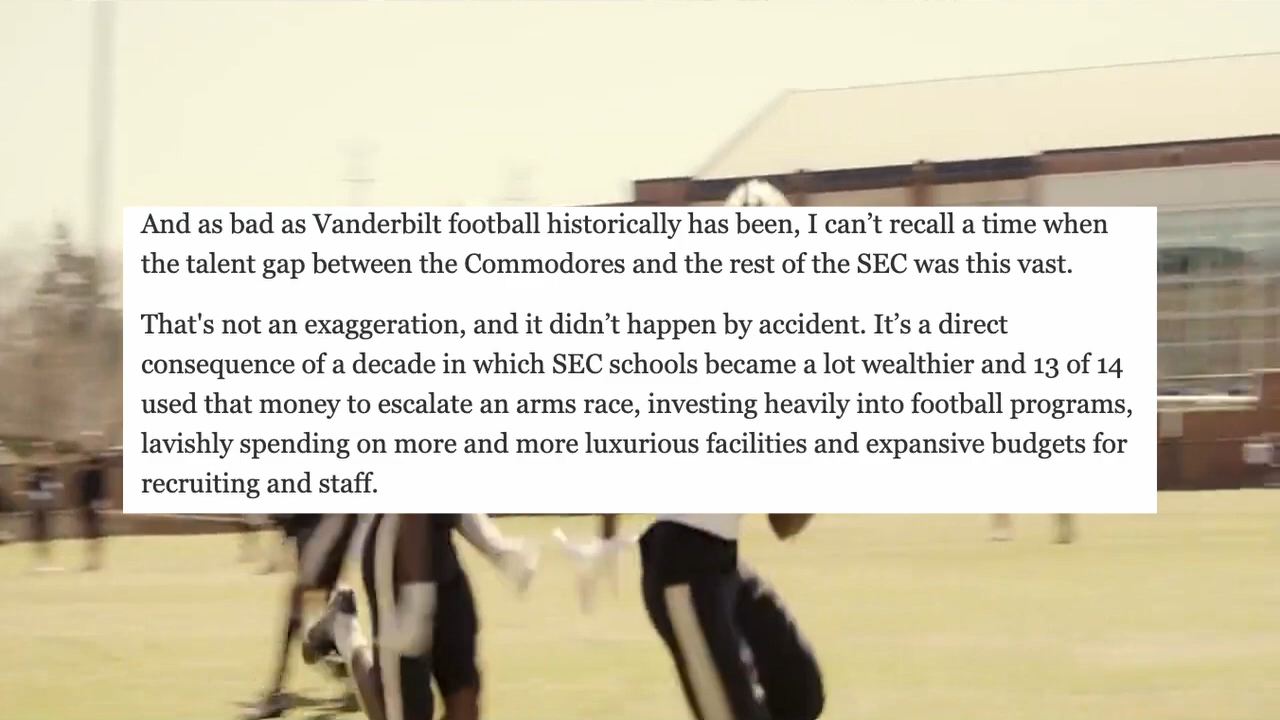 And as bad as Vanderbilt football historically has been, I can’t recall a time when
the talent gap between the Commodores and the rest of the SEC was this vast.
That's not an exaggeration, and it didn’t happen by accident. It’s a direct
consequence of a decade in which SEC schools became a lot wealthier and 13 of 14
used that money to escalate an arms race, investing heavily into football programs,
lavishly spending on more and more luxurious facilities and expansive budgets for
recruiting and staff.